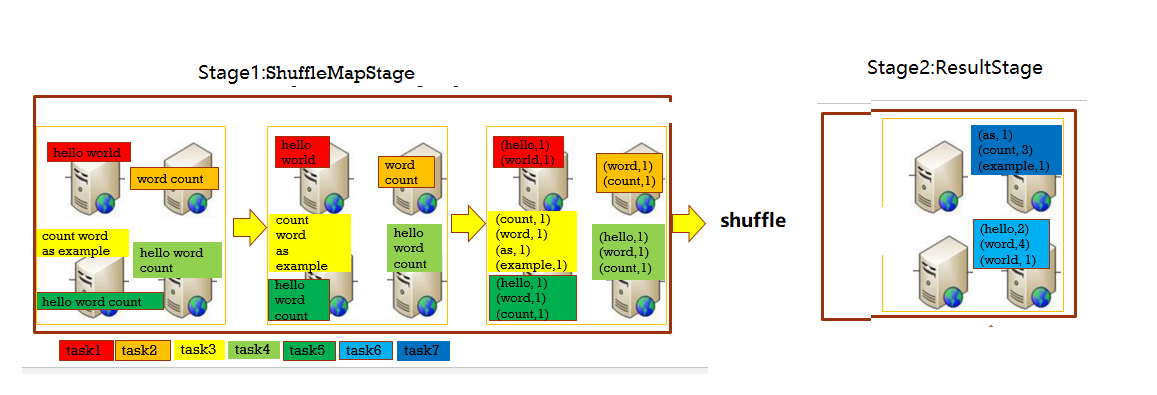 Stage1:ShuffleMapStage
hello world
word count
count word
as example
hello word
count
hello word count
hello
world
word
count
count
word
as
example
hello
word
count
hello
word
count
(hello,1)
(world,1)
(word,1)
(count,1)
(count, 1)
(word, 1)
(as, 1)
(example,1)
(hello,1)
(word,1)
(count,1)
(hello, 1)
(word,1)
(count,1)
shuffle
Stage2:ResultStage
(as, 1)
(count, 3)
(example,1)
(hello,2)
(word,4)
(world, 1)
task1
task2
task3
task4
task5
task6
task7